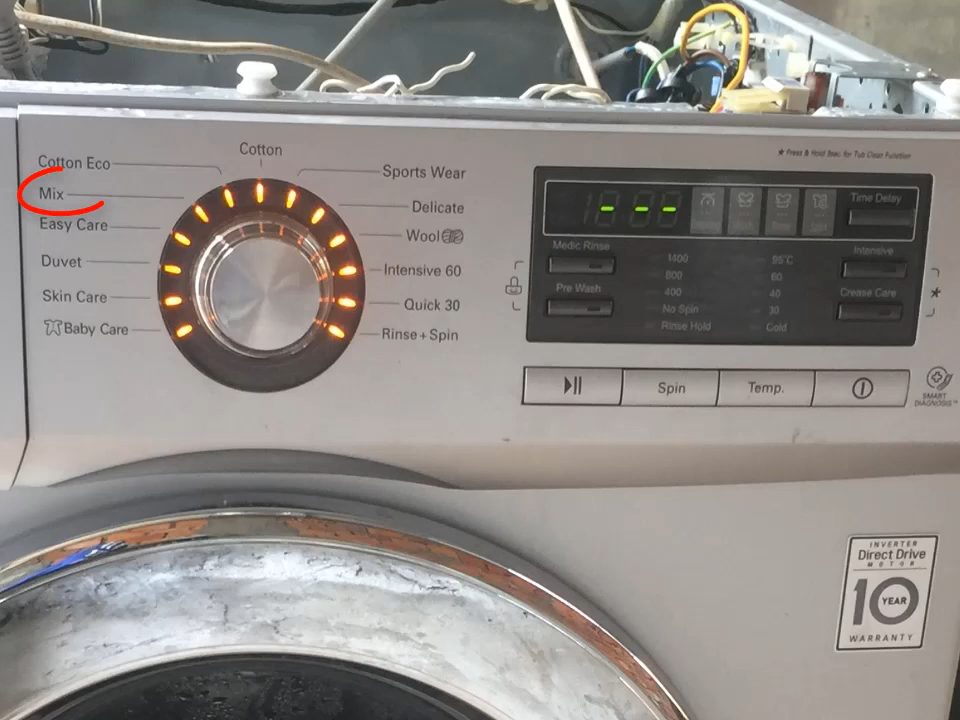 Cotton Eco
Mix
Easy Care
Duvet
Skin Care
Baby Care
Cotton
Sports Wear
Delicate
Wool
Intensive 60
Quick 30
Rinse+Spin
★ Press & Hold 3sec. for Tub Clean Function
- - -
Time Delay
Medic Rinse
Pre Wash
1400
800
400
No Spin
Rinse Hold
95℃
60
40
30
Cold
Intensive
Crease Care
Spin
Temp.
SMART
DIAGNOSIS™
INVERTER
Direct Drive
MOTOR
10 YEAR
WARRANTY